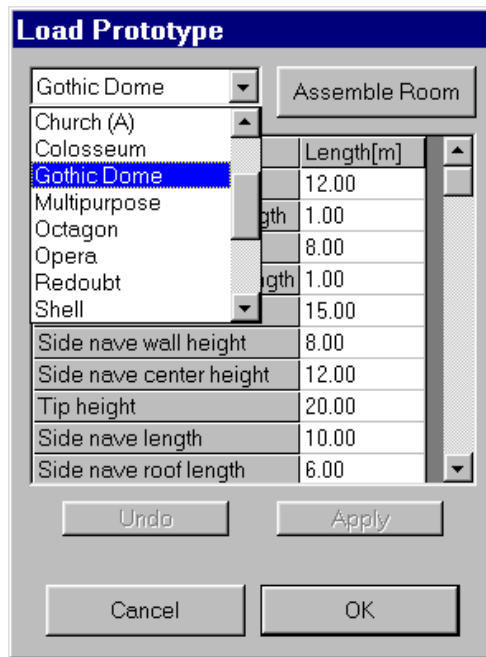 Load Prototype
Gothic Dome
Assemble Room
Church (A)
Colosseum
Gothic Dome
Multipurpose
Octagon
Opera
Redoubt
Shell
Length[m]
12.00
gth 1.00
8.00
gth 1.00
15.00
Side nave wall height 8.00
Side nave center height 12.00
Tip height 20.00
Side nave length 10.00
Side nave roof length 6.00
Undo
Apply
Cancel
OK